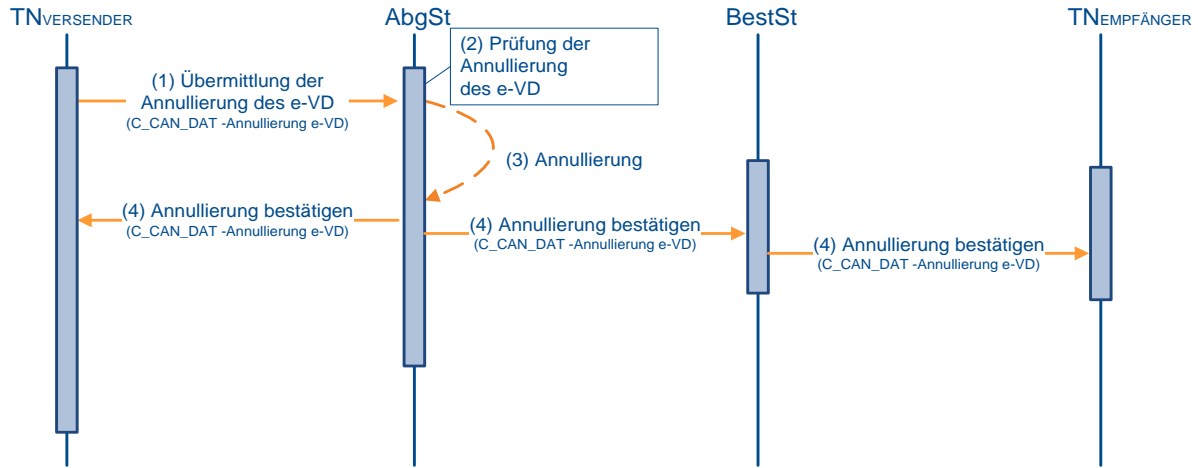 TNVERSENDER
AbgSt
BestSt
TNEMPFÄNGER
(2) Prüfung der
Annullierung
des e-VD
(1) Übermittlung der
Annullierung des e-VD
(C_CAN_DAT -Annullierung e-VD)
(3) Annullierung
(4) Annullierung bestätigen
(C_CAN_DAT -Annullierung e-VD)
(4) Annullierung bestätigen
(C_CAN_DAT -Annullierung e-VD)
(4) Annullierung bestätigen
(C_CAN_DAT -Annullierung e-VD)